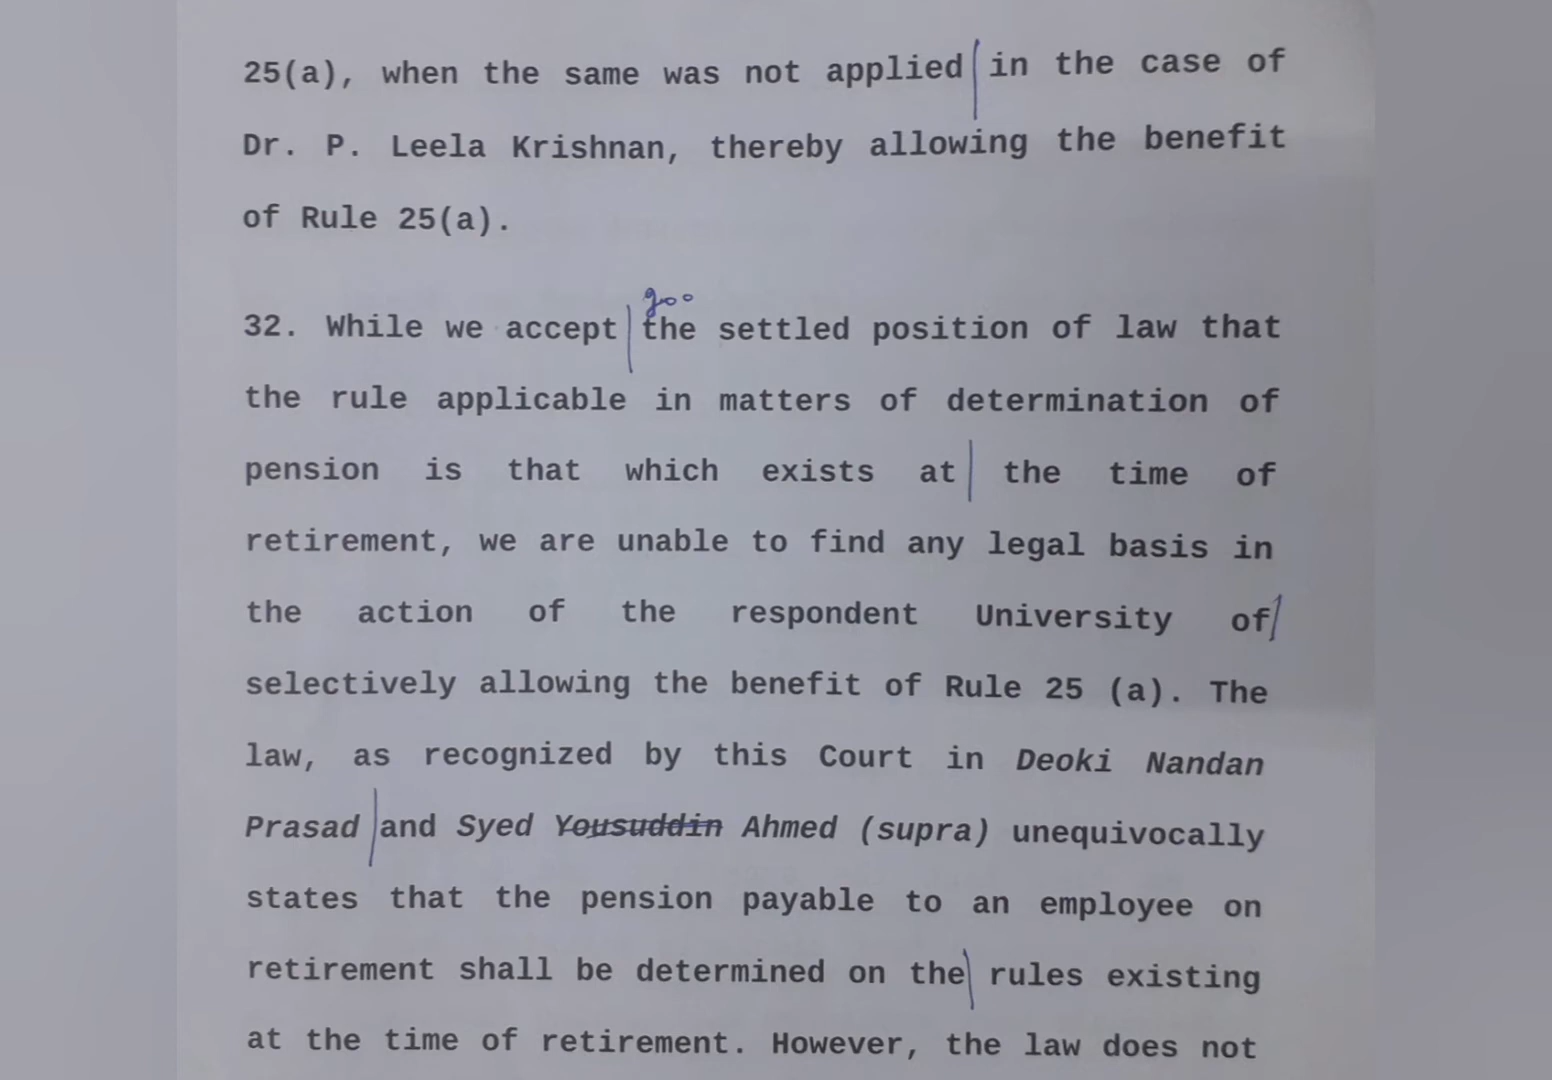 25(a), when the same was not applied in the case of
Dr. P. Leela Krishnan, thereby allowing the benefit
of Rule 25(a).
300
32. While we accept the settled position of law that
the rule applicable in matters of determination of
pension is that which exists at the time of
retirement, we are unable to find any legal basis in
the action of the respondent University of
selectively allowing the benefit of Rule 25 (a). The
law, as recognized by this Court in Deoki Nandan
Prasad and Syed Yousuddin Ahmed (supra) unequivocally
states that the pension payable to an employee on
retirement shall be determined on the rules existing
at the time of retirement. However, the law does not